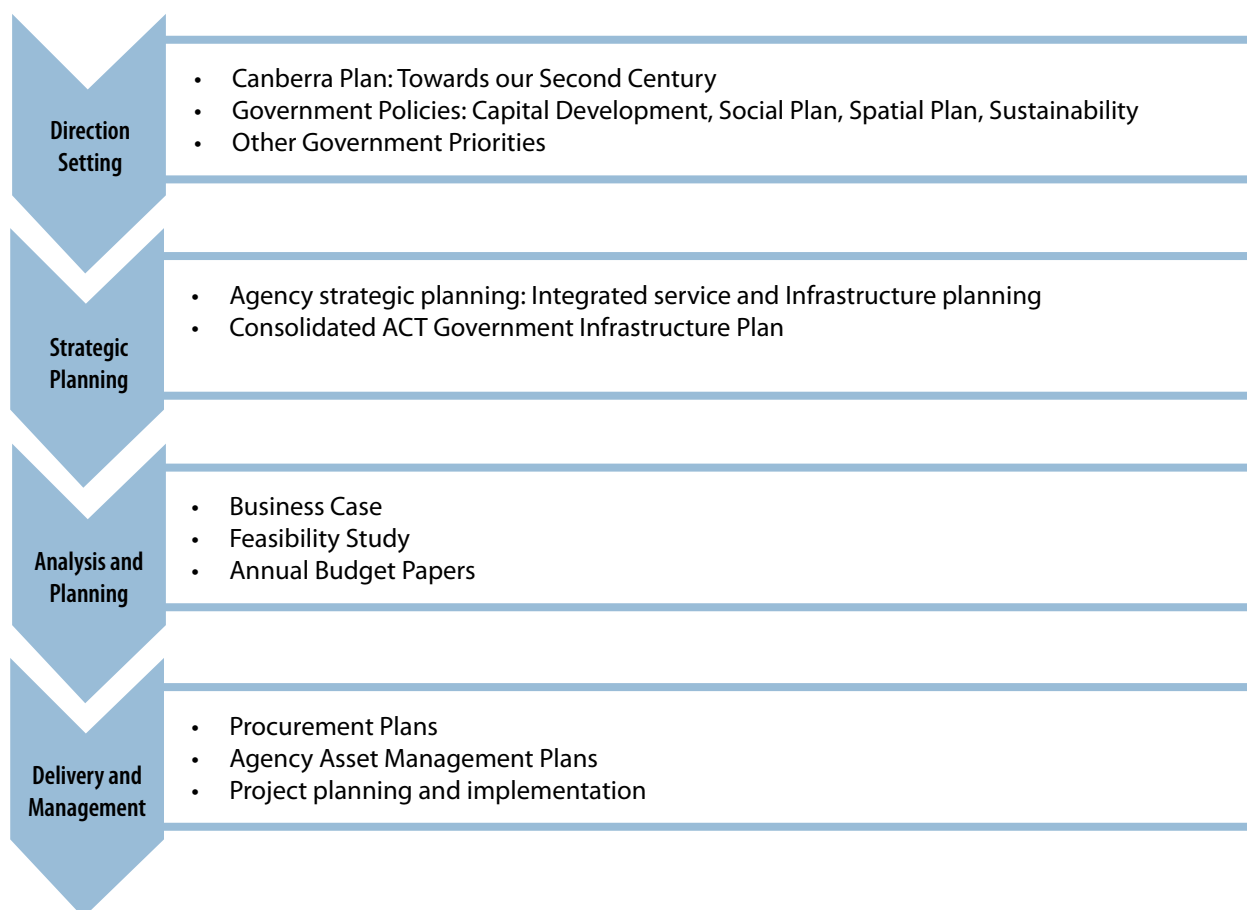 Direction
Setting
• Canberra Plan: Towards our Second Century
• Government Policies: Capital Development, Social Plan, Spatial Plan, Sustainability
• Other Government Priorities
Strategic
Planning
• Agency strategic planning: Integrated service and Infrastructure planning
• Consolidated ACT Government Infrastructure Plan
Analysis and
Planning
• Business Case
• Feasibility Study
• Annual Budget Papers
Delivery and
Management
• Procurement Plans
• Agency Asset Management Plans
• Project planning and implementation